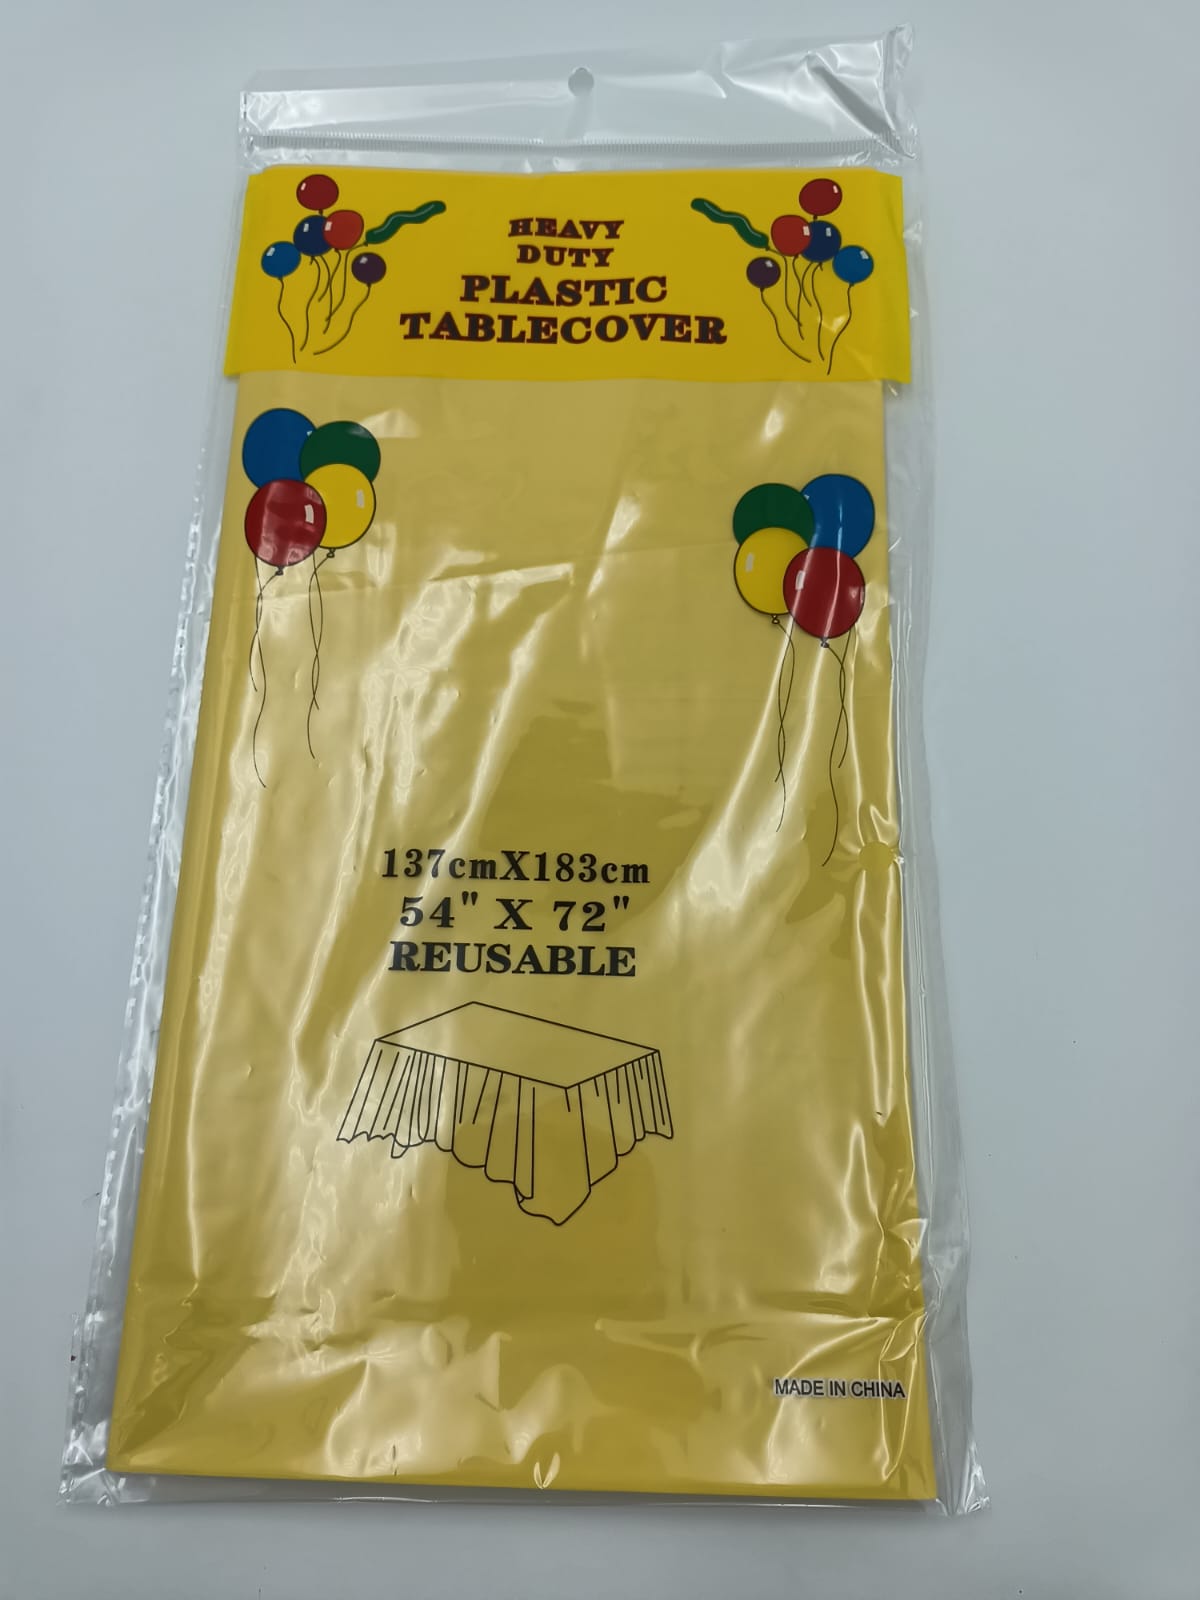 HEAVY
DUTY
PLASTIC
TABLECOVER
137cmX183cm
54" X 72"
REUSABLE
MADE IN CHINA